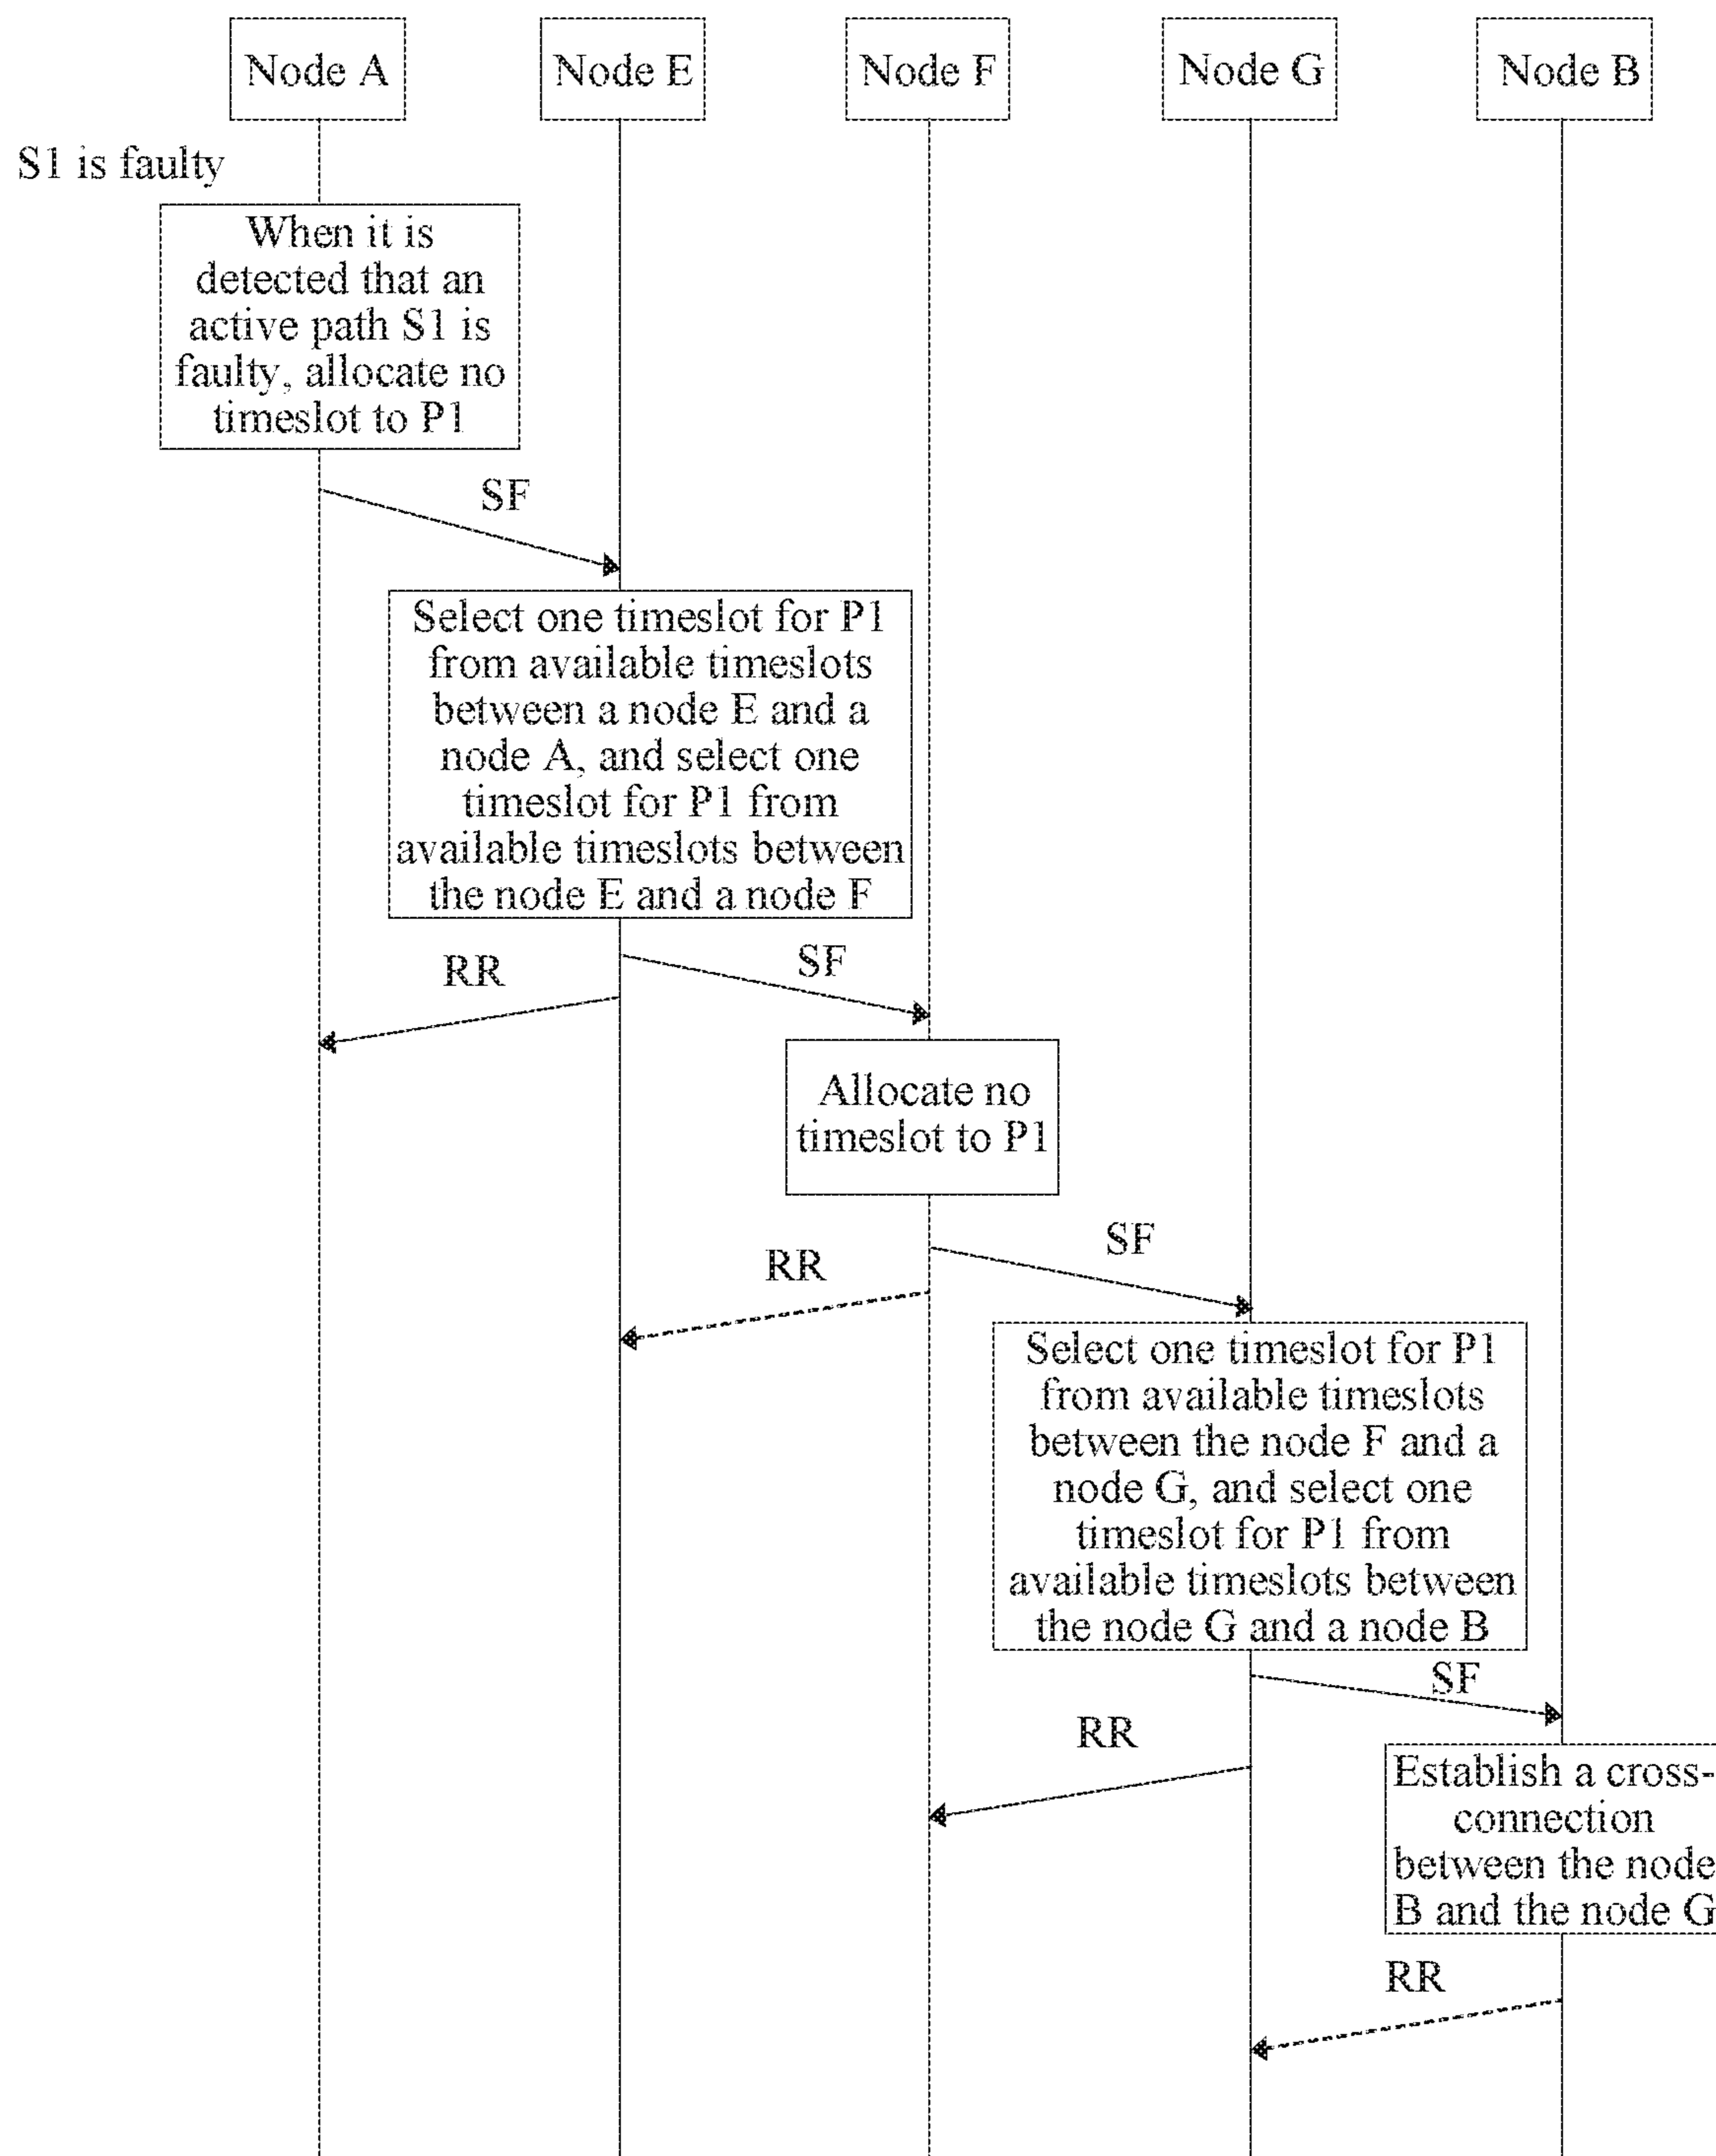 Node A
Node E
Node F
Node G
Node B
S1 is faulty
When it is
detected that an
active path S1 is
faulty, allocate no
timeslot to P1
SF
Select one timeslot for P1
from available timeslots
between a node E and a
node A, and select one
timeslot for P1 from
available timeslots between
the node E and a node F
SF
RR
Allocate no
timeslot to P1
SF
RR
Select one timeslot for P1
from available timeslots
between the node F and a
node G, and select one
timeslot for P1 from
available timeslots between
the node G and a node B
SF
RR
Establish a cross-
connection
between the node
B and the node G
RR